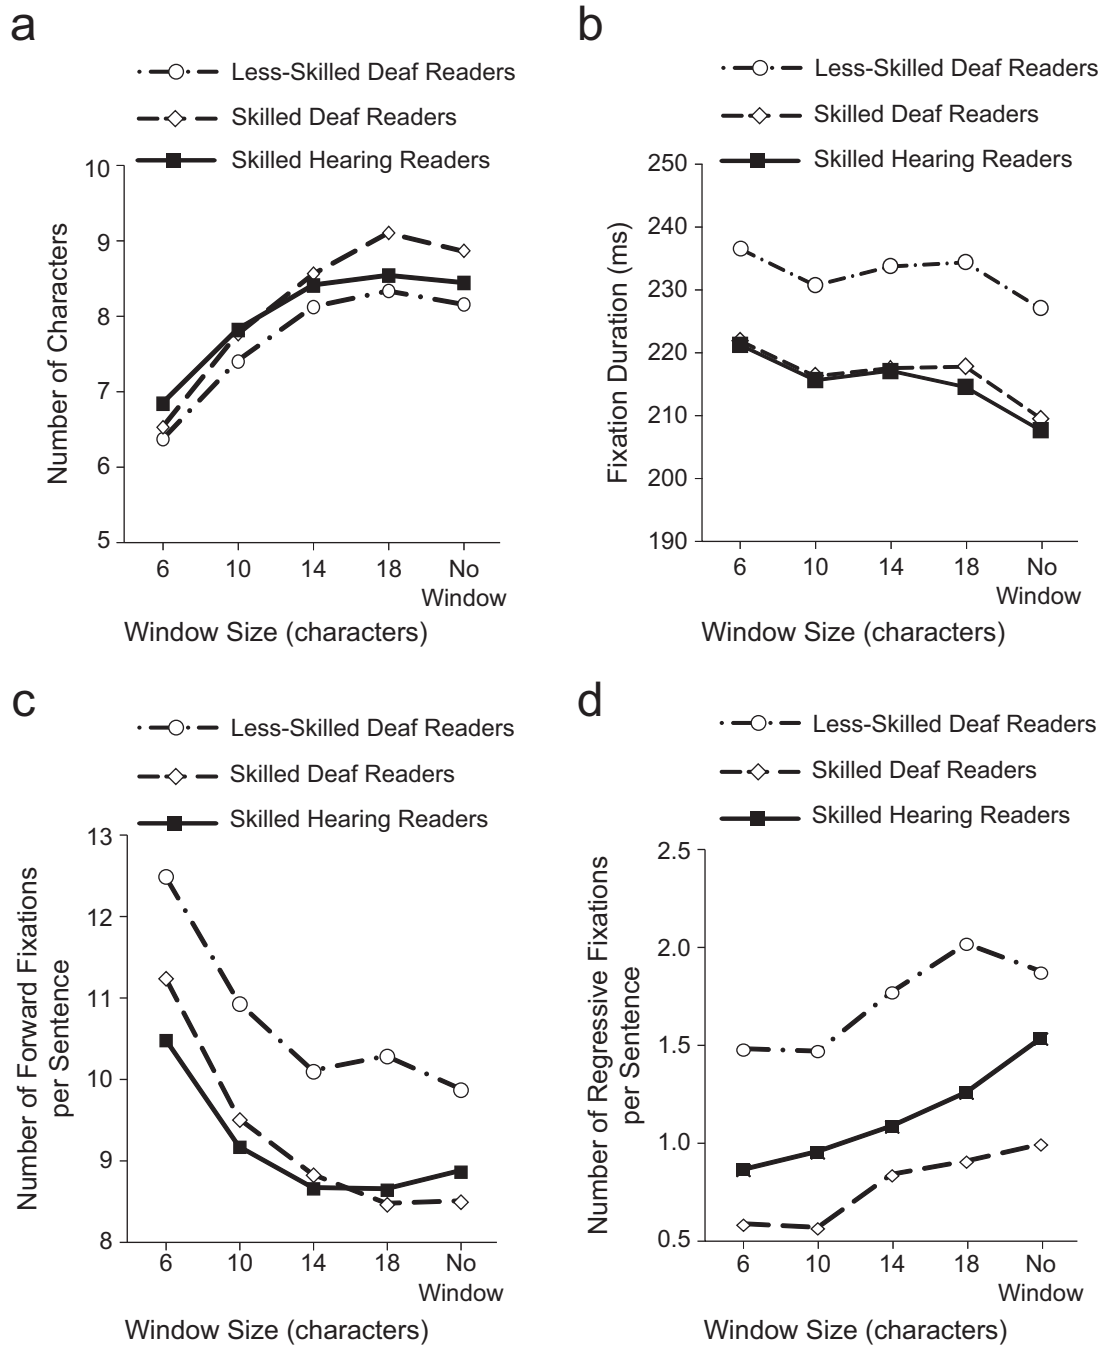 a
Less-Skilled Deaf Readers
Skilled Deaf Readers
Skilled Hearing Readers
10
9
8
7
6
5
Number of Characters
6 10 14 18 No
Window
Window Size (characters)
b
Less-Skilled Deaf Readers
Skilled Deaf Readers
Skilled Hearing Readers
250
240
230
220
210
200
190
Fixation Duration (ms)
6 10 14 18 No
Window
Window Size (characters)
c
Less-Skilled Deaf Readers
Skilled Deaf Readers
Skilled Hearing Readers
13
12
11
10
9
8
Number of Forward Fixations
per Sentence
6 10 14 18 No
Window
Window Size (characters)
d
Less-Skilled Deaf Readers
Skilled Deaf Readers
Skilled Hearing Readers
2.5
2.0
1.5
1.0
0.5
Number of Regressive Fixations
per Sentence
6 10 14 18 No
Window
Window Size (characters)